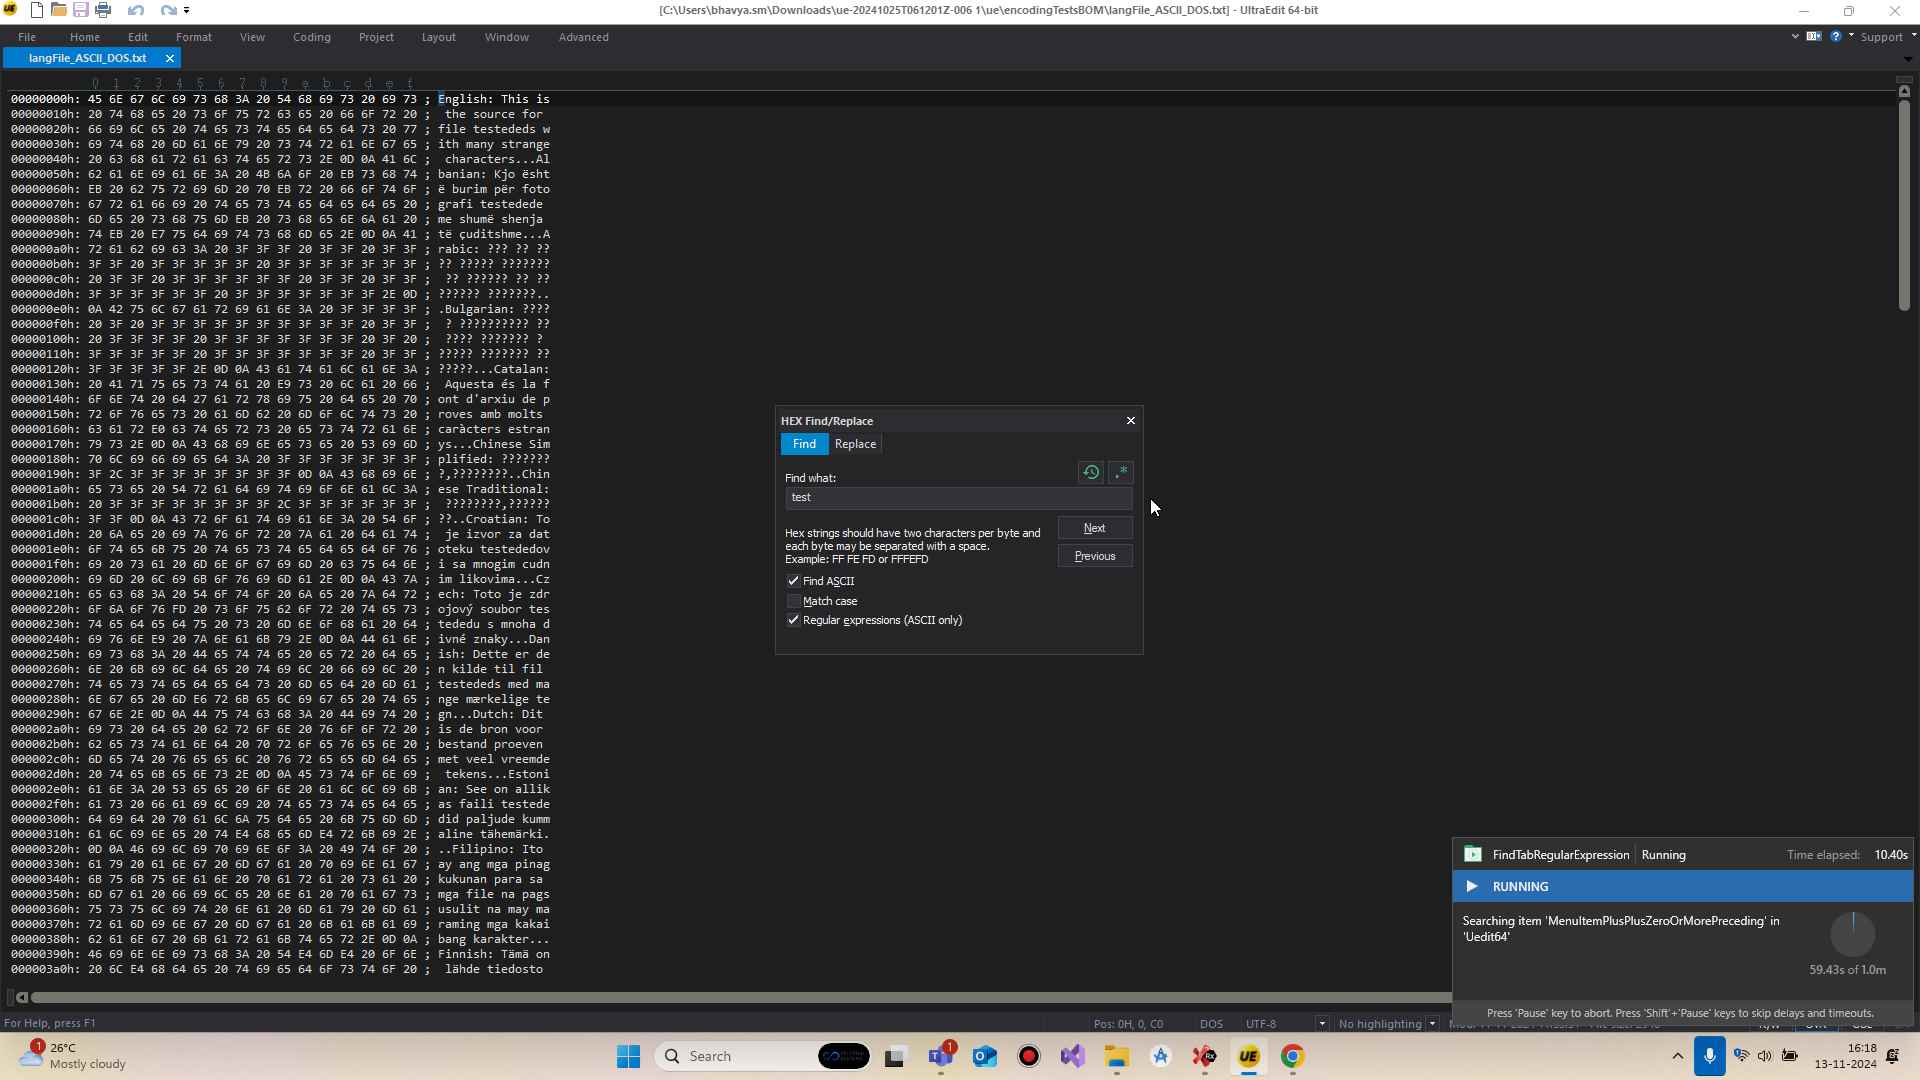 [C:\Users\bhavya.sm\Downloads\ue-20241025T061201Z-006 1\ue\encodingTestsBOM\langFile_ASCII_DOS.txt] - UltraEdit 64-bit
File Home Edit Format View Coding Project Layout Window Advanced Support
langFile_ASCII_DOS.txt
0 1 2 3 4 5 6 7 8 9 a b c d e f
00000000h: 45 6E 67 6C 69 73 68 3A 20 54 68 69 73 20 69 73 ; English: This is
00000010h: 20 74 68 65 20 73 6F 75 72 63 65 20 66 6F 72 20 ;  the source for
00000020h: 66 69 6C 65 20 74 65 73 74 65 64 65 64 73 20 77 ; file testededs w
00000030h: 69 74 68 20 6D 61 6E 79 20 73 74 72 61 6E 67 65 ; ith many strange
00000040h: 20 63 68 61 72 61 63 74 65 72 73 2E 0D 0A 41 6C ;  characters...Al
00000050h: 62 61 6E 69 61 6E 3A 20 4B 6A 6F 20 EB 73 68 74 ; banian: Kjo ësht
00000060h: EB 20 62 75 72 69 6D 20 70 EB 72 20 66 6F 74 6F ; ë burim për foto
00000070h: 67 72 61 66 69 20 74 65 73 74 65 64 65 64 65 20 ; grafi testedede
00000080h: 6D 65 20 73 68 75 6D EB 20 73 68 65 6E 6A 61 20 ; me shumë shenja
00000090h: 74 EB 20 E7 75 64 69 74 73 68 6D 65 2E 0D 0A 41 ; të çuditshme...A
000000a0h: 72 61 62 69 63 3A 20 3F 3F 3F 20 3F 3F 20 3F 3F ; rabic: ??? ?? ??
000000b0h: 3F 3F 20 3F 3F 3F 3F 3F 20 3F 3F 3F 3F 3F 3F 3F ; ?? ????? ???????
000000c0h: 20 3F 3F 20 3F 3F 3F 3F 3F 3F 20 3F 3F 20 3F 3F ;  ?? ?????? ?? ??
000000d0h: 3F 3F 3F 3F 3F 3F 20 3F 3F 3F 3F 3F 3F 3F 2E 0D ; ?????? ???????..
000000e0h: 0A 42 75 6C 67 61 72 69 61 6E 3A 20 3F 3F 3F 3F ; .Bulgarian: ????
000000f0h: 20 3F 20 3F 3F 3F 3F 3F 3F 3F 3F 3F 3F 20 3F 3F ;  ? ?????????? ??
00000100h: 20 3F 3F 3F 3F 20 3F 3F 3F 3F 3F 3F 3F 20 3F 20 ;  ???? ??????? ?
00000110h: 3F 3F 3F 3F 3F 20 3F 3F 3F 3F 3F 3F 3F 20 3F 3F ; ????? ??????? ??
00000120h: 3F 3F 3F 3F 3F 2E 0D 0A 43 61 74 61 6C 61 6E 3A ; ?????...Catalan:
00000130h: 20 41 71 75 65 73 74 61 20 E9 73 20 6C 61 20 66 ;  Aquesta és la f
00000140h: 6F 6E 74 20 64 27 61 72 78 69 75 20 64 65 20 70 ; ont d'arxiu de p
00000150h: 72 6F 76 65 73 20 61 6D 62 20 6D 6F 6C 74 73 20 ; roves amb molts
00000160h: 63 61 72 E0 63 74 65 72 73 20 65 73 74 72 61 6E ; caràcters estran
00000170h: 79 73 2E 0D 0A 43 68 69 6E 65 73 65 20 53 69 6D ; ys...Chinese Sim
00000180h: 70 6C 69 66 69 65 64 3A 20 3F 3F 3F 3F 3F 3F 3F ; plified: ???????
00000190h: 3F 2C 3F 3F 3F 3F 3F 3F 3F 3F 0D 0A 43 68 69 6E ; ?,????????..Chin
000001a0h: 65 73 65 20 54 72 61 64 69 74 69 6F 6E 61 6C 3A ; ese Traditional:
000001b0h: 20 3F 3F 3F 3F 3F 3F 3F 3F 2C 3F 3F 3F 3F 3F 3F ;  ????????,??????
000001c0h: 3F 3F 0D 0A 43 72 6F 61 74 69 61 6E 3A 20 54 6F ; ??..Croatian: To
000001d0h: 20 6A 65 20 69 7A 76 6F 72 20 7A 61 20 64 61 74 ;  je izvor za dat
000001e0h: 6F 74 65 6B 75 20 74 65 73 74 65 64 65 64 6F 76 ; oteku testededov
000001f0h: 69 20 73 61 20 6D 6E 6F 67 69 6D 20 63 75 64 6E ; i sa mnogim cudn
00000200h: 69 6D 20 6C 69 6B 6F 76 69 6D 61 2E 0D 0A 43 7A ; im likovima...Cz
00000210h: 65 63 68 3A 20 54 6F 74 6F 20 6A 65 20 7A 64 72 ; ech: Toto je zdr
00000220h: 6F 6A 6F 76 FD 20 73 6F 75 62 6F 72 20 74 65 73 ; ojový soubor tes
00000230h: 74 65 64 65 64 75 20 73 20 6D 6E 6F 68 61 20 64 ; tededu s mnoha d
00000240h: 69 76 6E E9 20 7A 6E 61 6B 79 2E 0D 0A 44 61 6E ; ivné znaky...Dan
00000250h: 69 73 68 3A 20 44 65 74 74 65 20 65 72 20 64 65 ; ish: Dette er de
00000260h: 6E 20 6B 69 6C 64 65 20 74 69 6C 20 66 69 6C 20 ; n kilde til fil
00000270h: 74 65 73 74 65 64 65 64 73 20 6D 65 64 20 6D 61 ; testededs med ma
00000280h: 6E 67 65 20 6D E6 72 6B 65 6C 69 67 65 20 74 65 ; nge mærkelige te
00000290h: 67 6E 2E 0D 0A 44 75 74 63 68 3A 20 44 69 74 20 ; gn...Dutch: Dit
000002a0h: 69 73 20 64 65 20 62 72 6F 6E 20 76 6F 6F 72 20 ; is de bron voor
000002b0h: 62 65 73 74 61 6E 64 20 70 72 6F 65 76 65 6E 20 ; bestand proeven
000002c0h: 6D 65 74 20 76 65 65 6C 20 76 72 65 65 6D 64 65 ; met veel vreemde
000002d0h: 20 74 65 6B 65 6E 73 2E 0D 0A 45 73 74 6F 6E 69 ;  tekens...Estoni
000002e0h: 61 6E 3A 20 53 65 65 20 6F 6E 20 61 6C 6C 69 6B ; an: See on allik
000002f0h: 61 73 20 66 61 69 6C 69 20 74 65 73 74 65 64 65 ; as faili testede
00000300h: 64 69 64 20 70 61 6C 6A 75 64 65 20 6B 75 6D 6D ; did paljude kumm
00000310h: 61 6C 69 6E 65 20 74 E4 68 65 6D E4 72 6B 69 2E ; aline tähemärki.
00000320h: 0D 0A 46 69 6C 69 70 69 6E 6F 3A 20 49 74 6F 20 ; ..Filipino: Ito
00000330h: 61 79 20 61 6E 67 20 6D 67 61 20 70 69 6E 61 67 ; ay ang mga pinag
00000340h: 6B 75 6B 75 6E 61 6E 20 70 61 72 61 20 73 61 20 ; kukunan para sa
00000350h: 6D 67 61 20 66 69 6C 65 20 6E 61 20 70 61 67 73 ; mga file na pags
00000360h: 75 73 75 6C 69 74 20 6E 61 20 6D 61 79 20 6D 61 ; usulit na may ma
00000370h: 72 61 6D 69 6E 67 20 6D 67 61 20 6B 61 6B 61 69 ; raming mga kakai
00000380h: 62 61 6E 67 20 6B 61 72 61 6B 74 65 72 2E 0D 0A ; bang karakter...
00000390h: 46 69 6E 6E 69 73 68 3A 20 54 E4 6D E4 20 6F 6E ; Finnish: Tämä on
000003a0h: 20 6C E4 68 64 65 20 74 69 65 64 6F 73 74 6F 20 ;  lähde tiedosto
HEX Find/Replace
Find Replace
Find what:
test
Hex strings should have two characters per byte and
each byte may be separated with a space.
Example: FF FE FD or FFFEFD
Next
Previous
Find ASCII
Match case
Regular expressions (ASCII only)
FindTabRegularExpression Running Time elapsed: 10.40s
RUNNING
Searching item 'MenuItemPlusPlusZeroOrMorePreceding' in
'Uedit64'
59.43s of 1.0m
Press 'Pause' key to abort. Press 'Shift'+'Pause' keys to skip delays and timeouts.
For Help, press F1 Pos: 0H, 0, C0 DOS UTF-8 No highlighting
26°C
Mostly cloudy
Search
16:18
13-11-2024